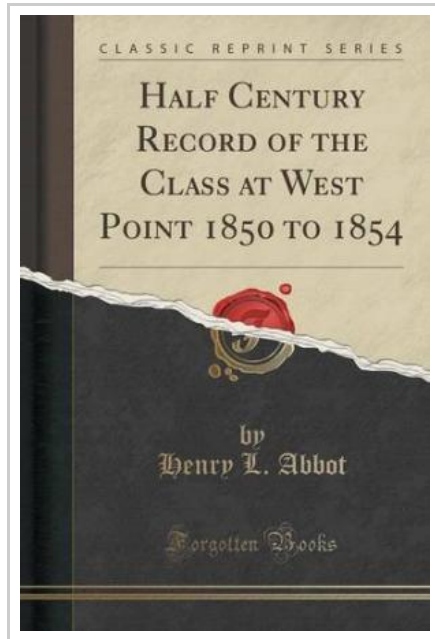 CLASSIC REPRINT SERIES
HALF CENTURY
RECORD OF THE
CLASS AT WEST
POINT 1850 TO 1854
by
Henry L. Abbot
Forgotten Books